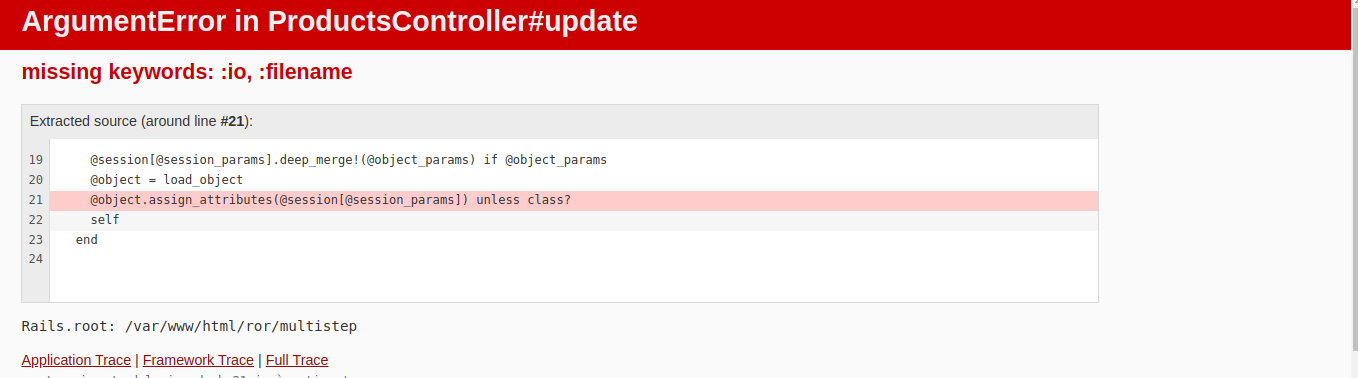 ArgumentError in ProductsController#update
missing keywords: :io, :filename
Extracted source (around line #21):
19 @session[@session_params].deep_merge!(@object_params) if @object_params
20 @object = load_object
21 @object.assign_attributes(@session[@session_params]) unless class?
22 self
23 end
24
Rails.root: /var/www/html/ror/multistep
Application Trace | Framework Trace | Full Trace